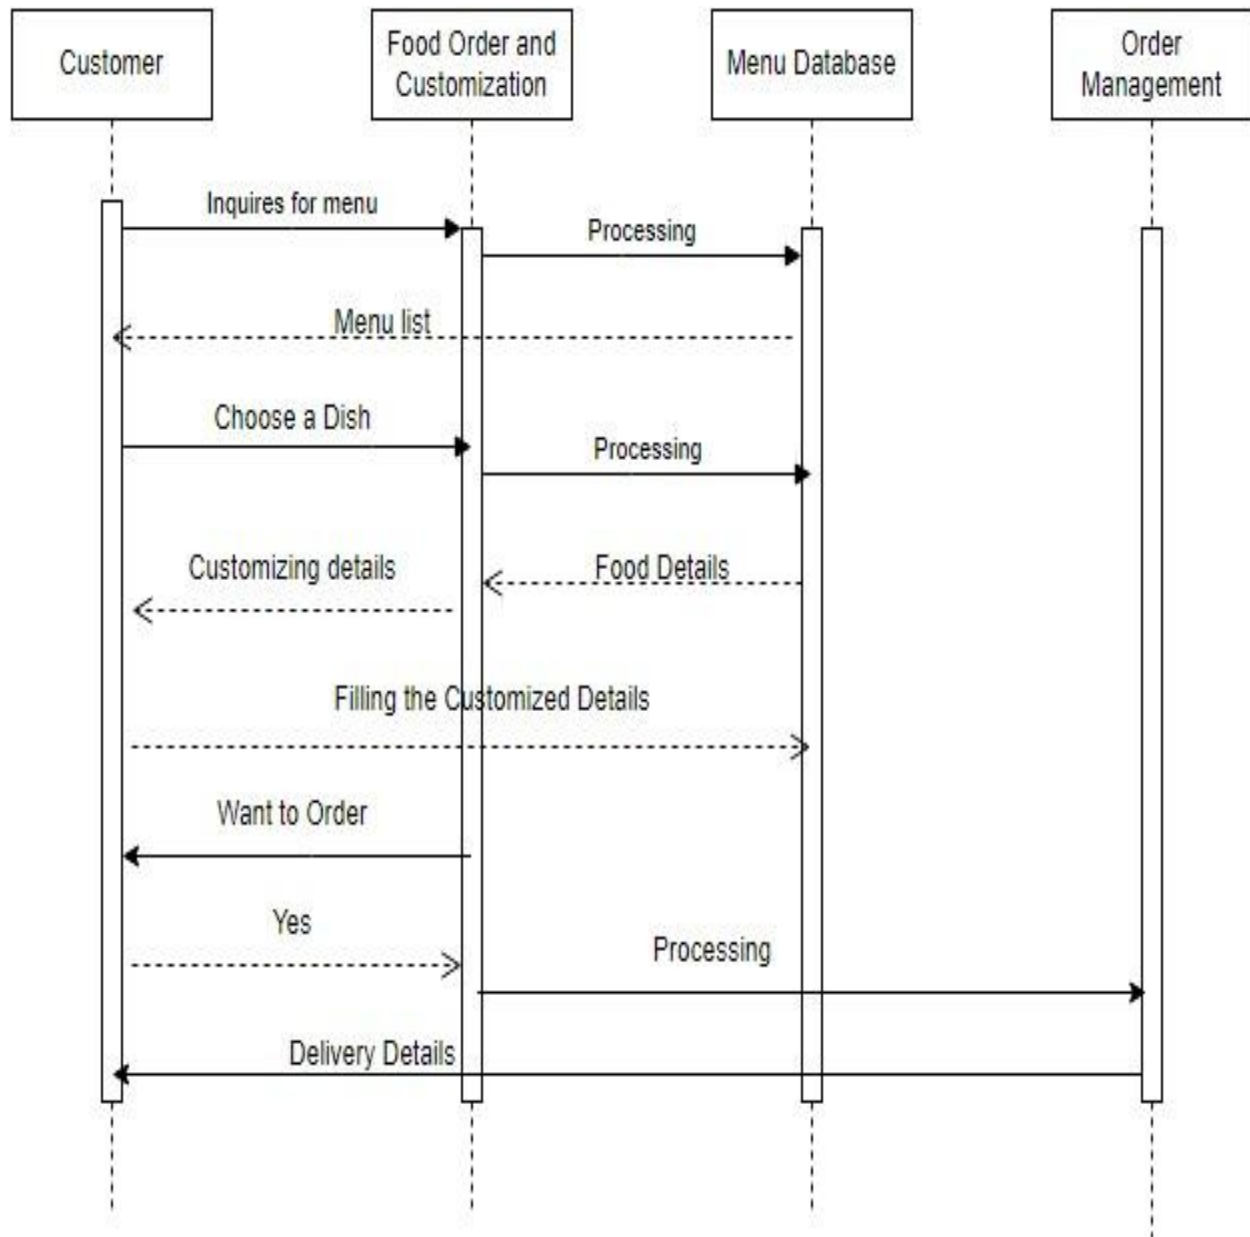 Customer
Food Order and
Customization
Menu Database
Order
Management
Inquires for menu
Processing
Menu list
Choose a Dish
Processing
Customizing details
Food Details
Filling the Customized Details
Want to Order
Yes
Processing
Delivery Details